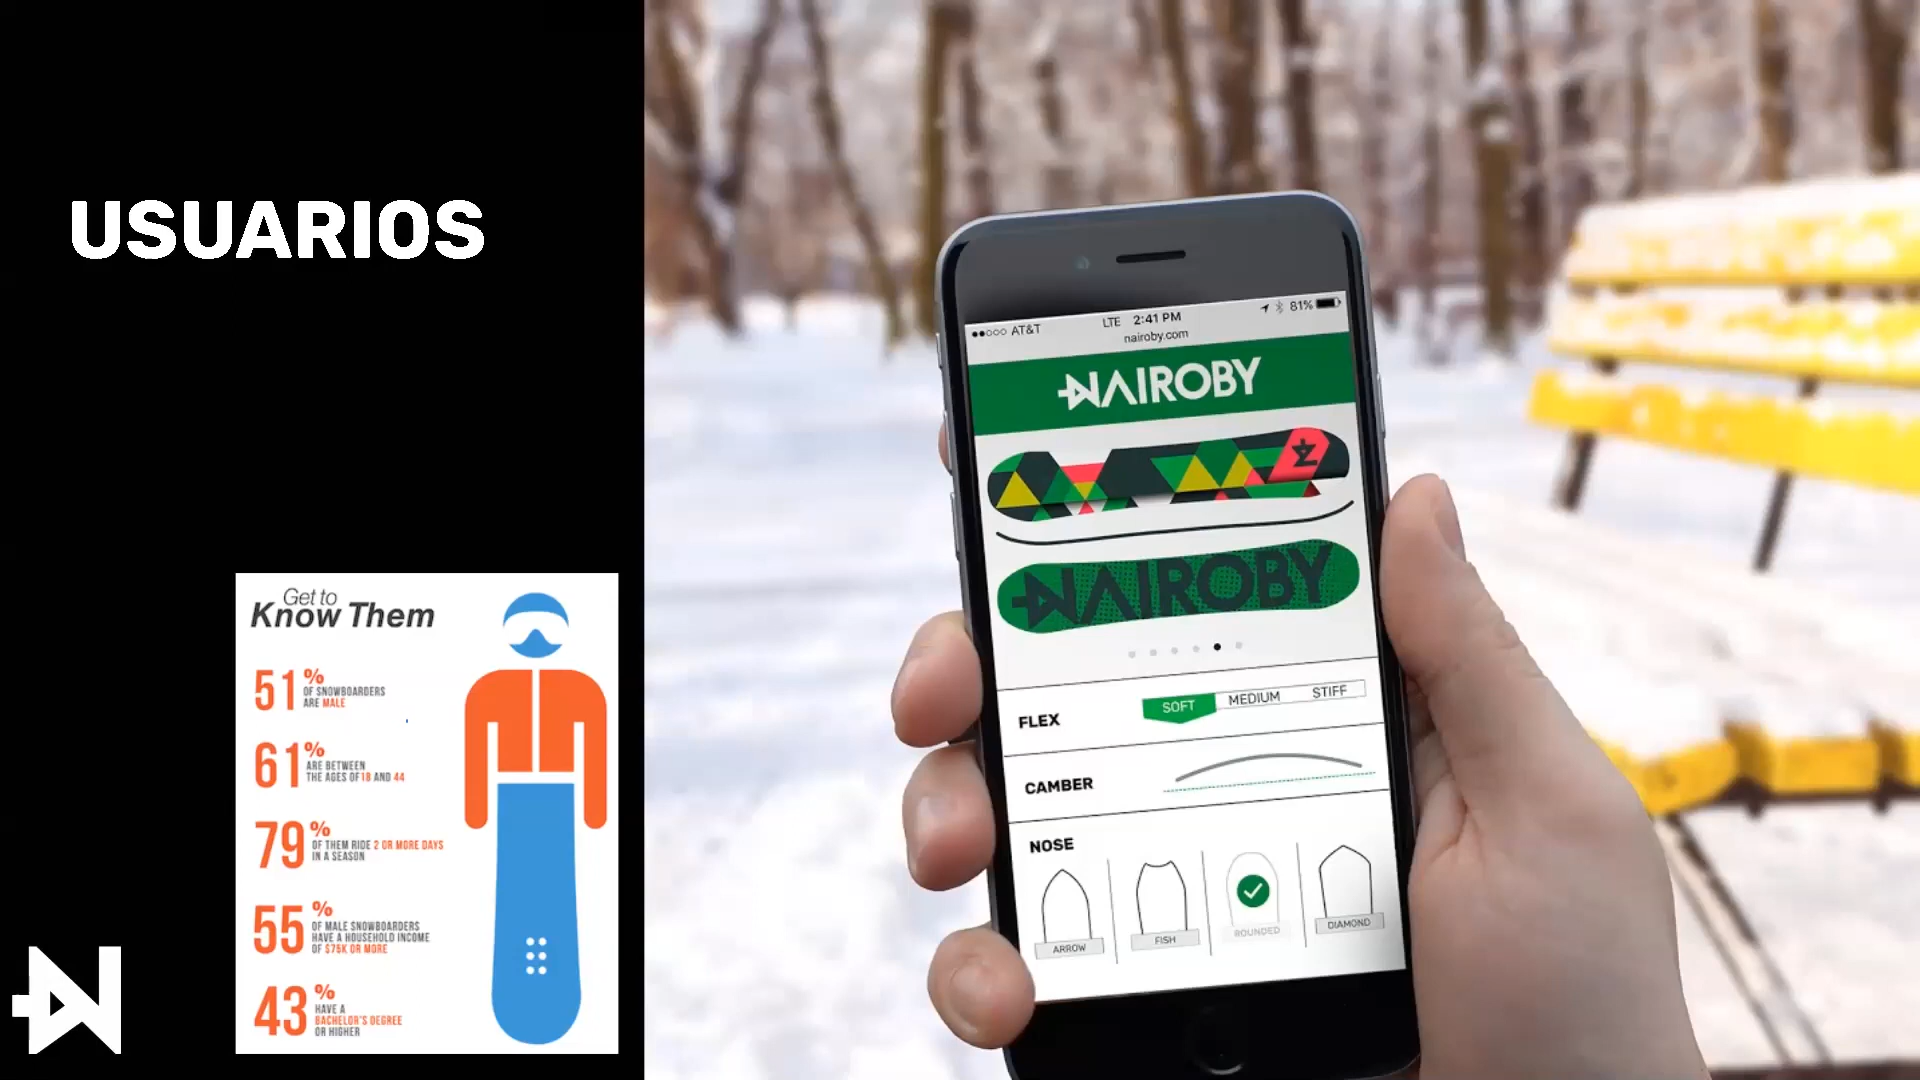 USUARIOS
Get to
Know Them
51%
OF SNOWBOARDERS
ARE MALE
61%
ARE BETWEEN
THE AGES OF 18 AND 44
79%
OF THEM RIDE 2 OR MORE DAYS
IN A SEASON
55%
OF MALE SNOWBOARDERS
HAVE A HOUSEHOLD INCOME
OF $75K OR MORE
43%
HAVE A
BACHELOR'S DEGREE
OR HIGHER
AT&T LTE 2:41 PM 81%
nairoby.com
NAIROBY
NAIROBY
FLEX SOFT MEDIUM STIFF
CAMBER
NOSE
ARROW FISH ROUNDED DIAMOND